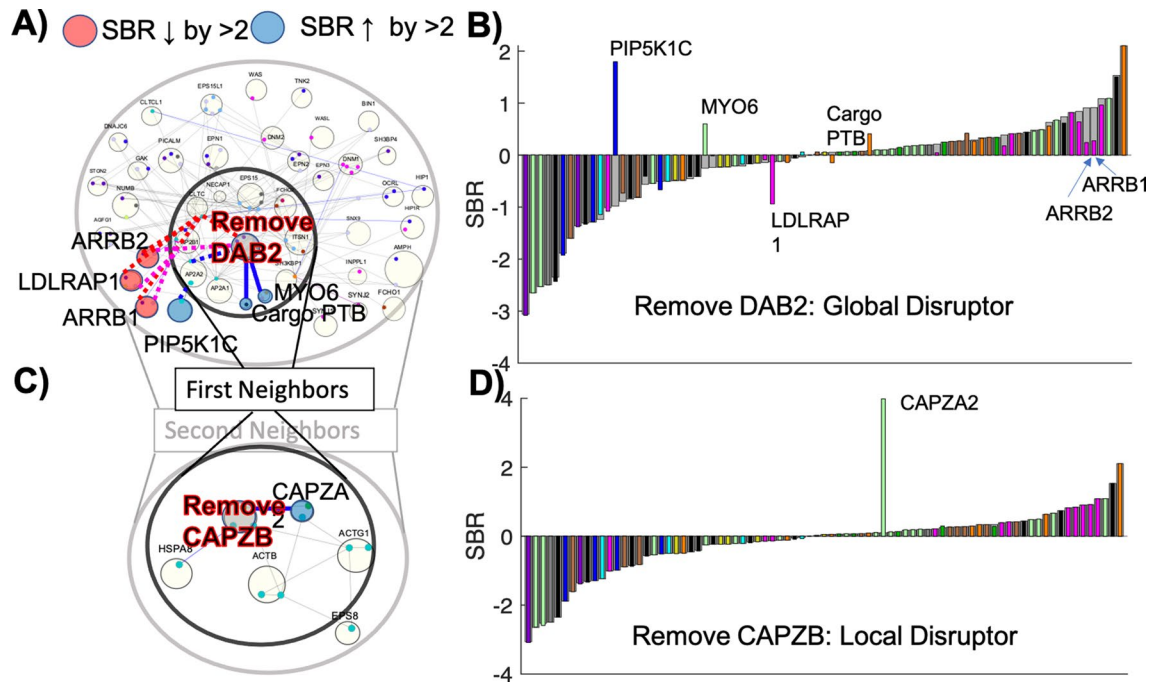 A)
SBR ↓ by >2
SBR ↑ by >2
WAS
TNK2
EPS15L1
CLTCL1
BIN1
DNAJC6
PICALM
EPN1
DNM2
WASL
SH3BP4
GAK
EPN2
EPN3
DNM1
STON2
NECAP1
EPS15
OCRL
HIP1
NUMB
CLTC
FCHO2
AGFG1
SNX9
HIP1R
Remove
DAB2
ARRB2
AP2B1
ITSN1
AMPH
LDLRAP1
AP2A2
SH3KBP1
INPPL1
AP2A1
MYO6
SYNJ2
FCHO1
ARRB1
Cargo PTB
PIP5K1C
B)
SBR
2
1
0
-1
-2
-3
-4
PIP5K1C
MYO6
Cargo
PTB
LDLRAP
1
ARRB1
ARRB2
Remove DAB2: Global Disruptor
C)
First Neighbors
Second Neighbors
Remove
CAPZB
CAPZA
2
ACTG1
HSPA8
ACTB
EPS8
D)
SBR
4
2
0
-2
-4
CAPZA2
Remove CAPZB: Local Disruptor